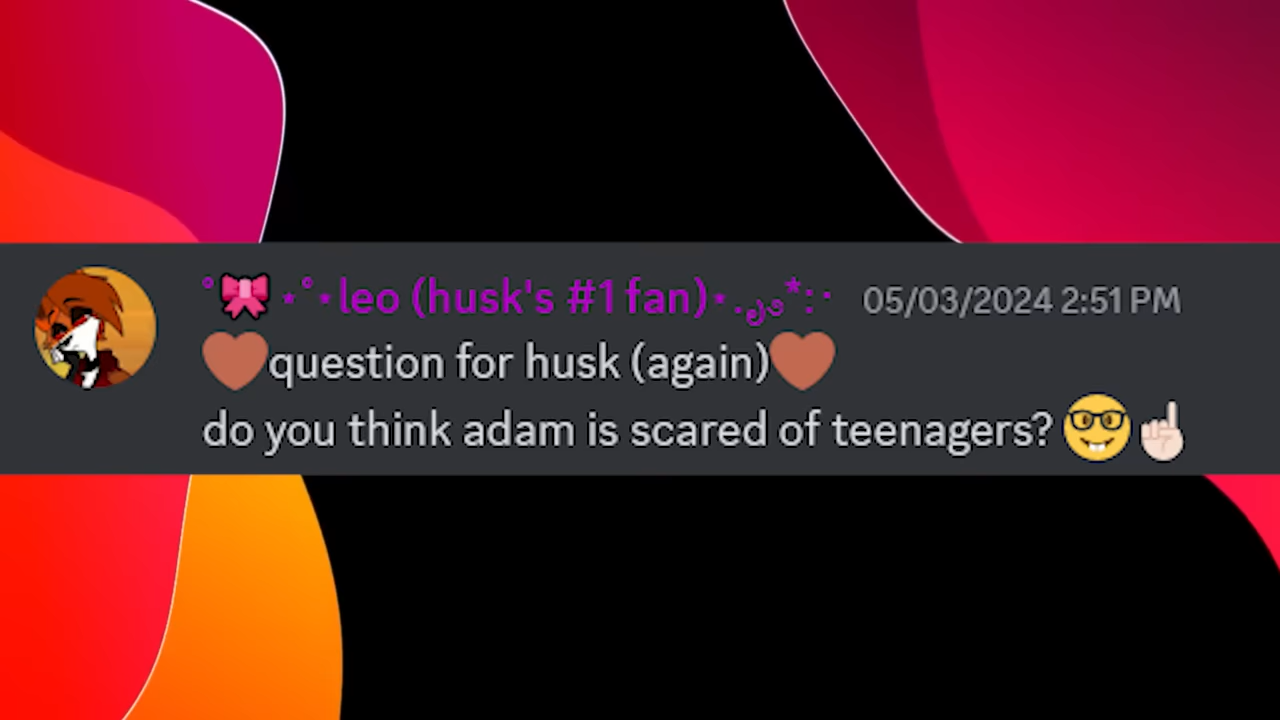 ˚🎀 ⋆˚⋆leo (husk's #1 fan)⋆.ೃ࿔*:･ 05/03/2024 2:51 PM
🤎question for husk (again)🤎
do you think adam is scared of teenagers? 🤓☝🏻